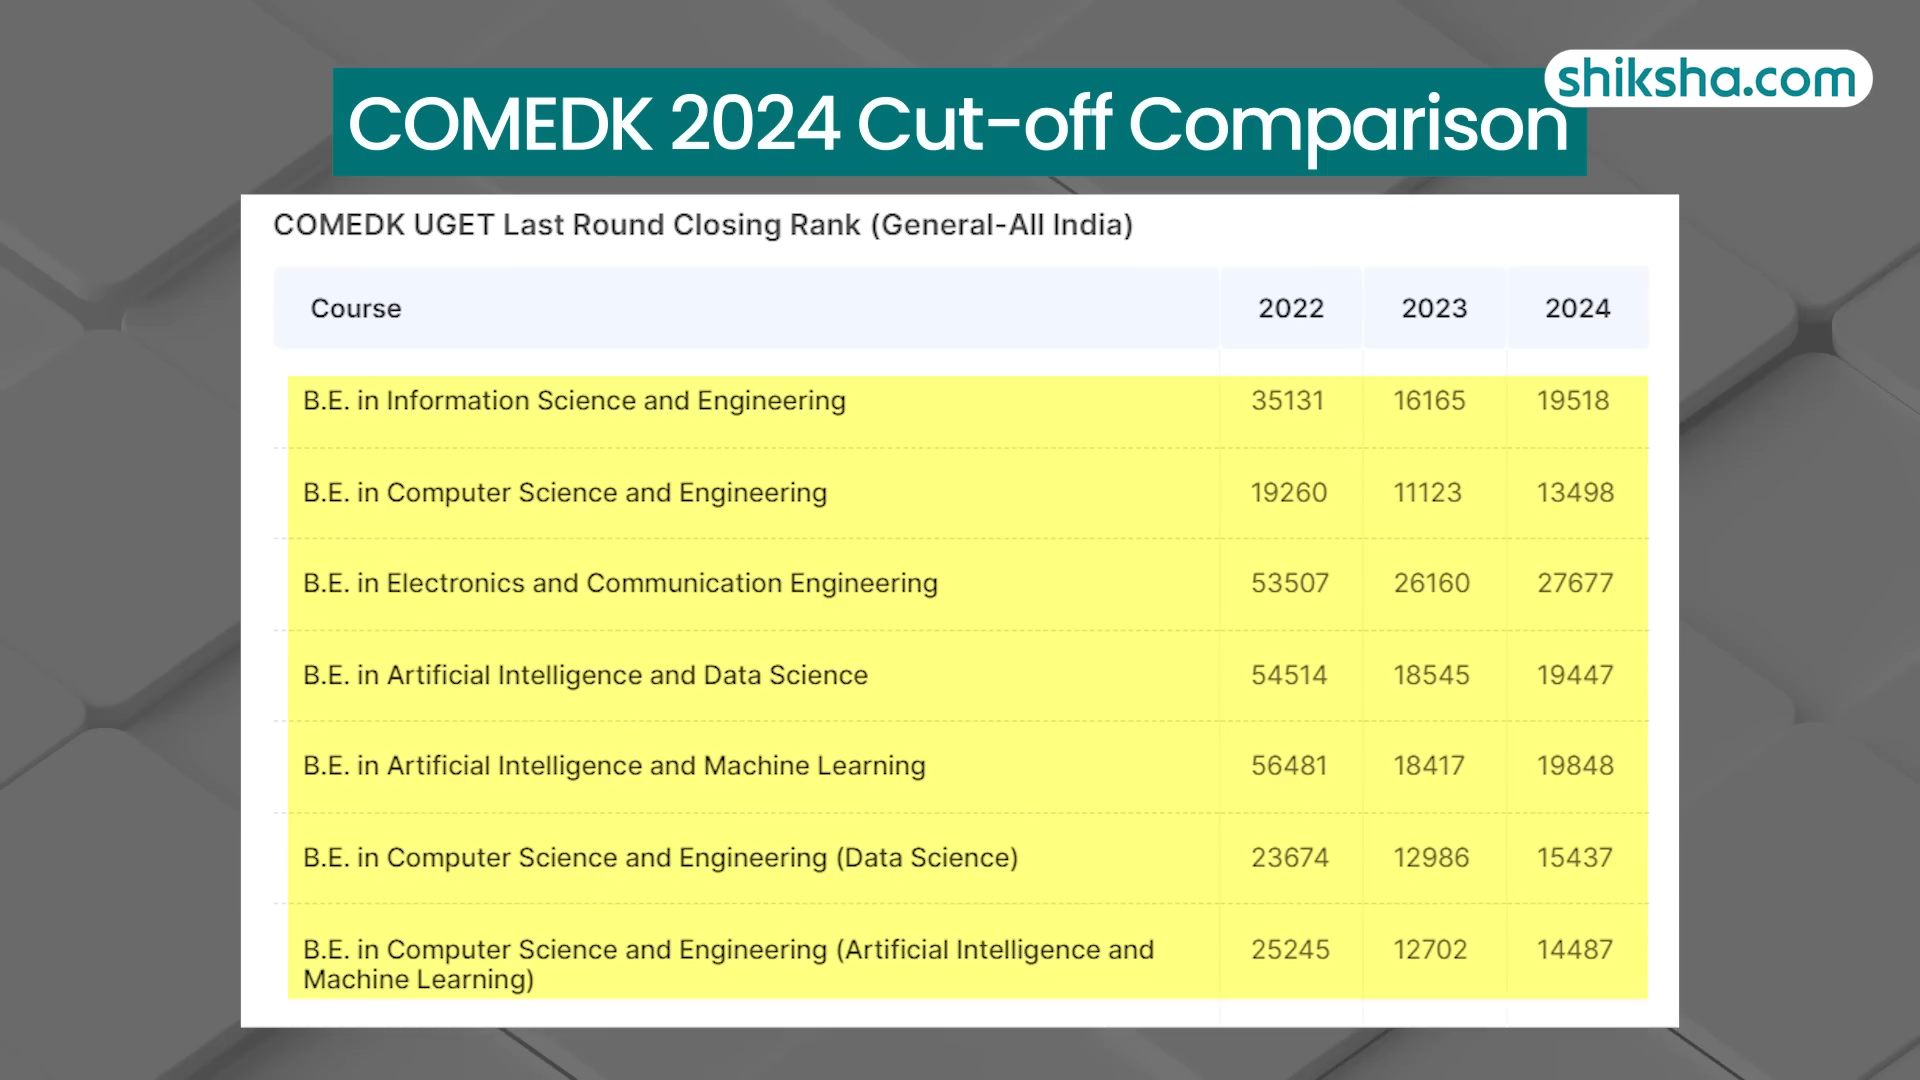 shiksha.com
COMEDK 2024 Cut-off Comparison
COMEDK UGET Last Round Closing Rank (General-All India)
Course 2022 2023 2024
B.E. in Information Science and Engineering 35131 16165 19518
B.E. in Computer Science and Engineering 19260 11123 13498
B.E. in Electronics and Communication Engineering 53507 26160 27677
B.E. in Artificial Intelligence and Data Science 54514 18545 19447
B.E. in Artificial Intelligence and Machine Learning 56481 18417 19848
B.E. in Computer Science and Engineering (Data Science) 23674 12986 15437
B.E. in Computer Science and Engineering (Artificial Intelligence and 25245 12702 14487
Machine Learning)